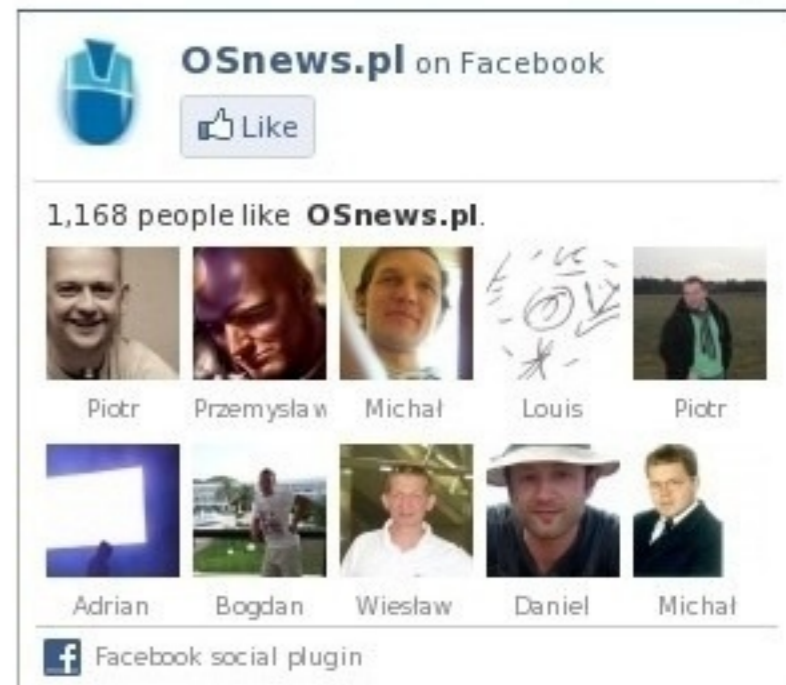 OSnews.pl on Facebook
Like
1,168 people like OSnews.pl.
Piotr Przemysław Michał Louis Piotr
Adrian Bogdan Wiesław Daniel Michał
Facebook social plugin